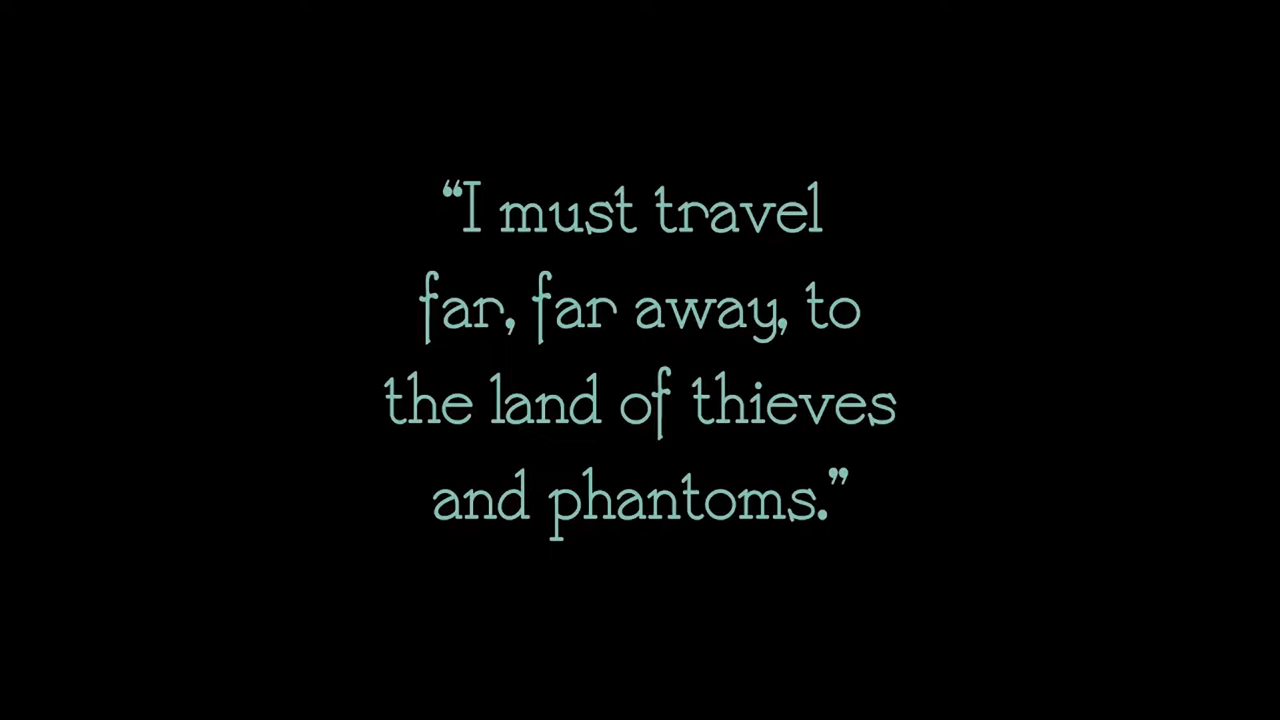 “I must travel
far, far away, to
the land of thieves
and phantoms.”